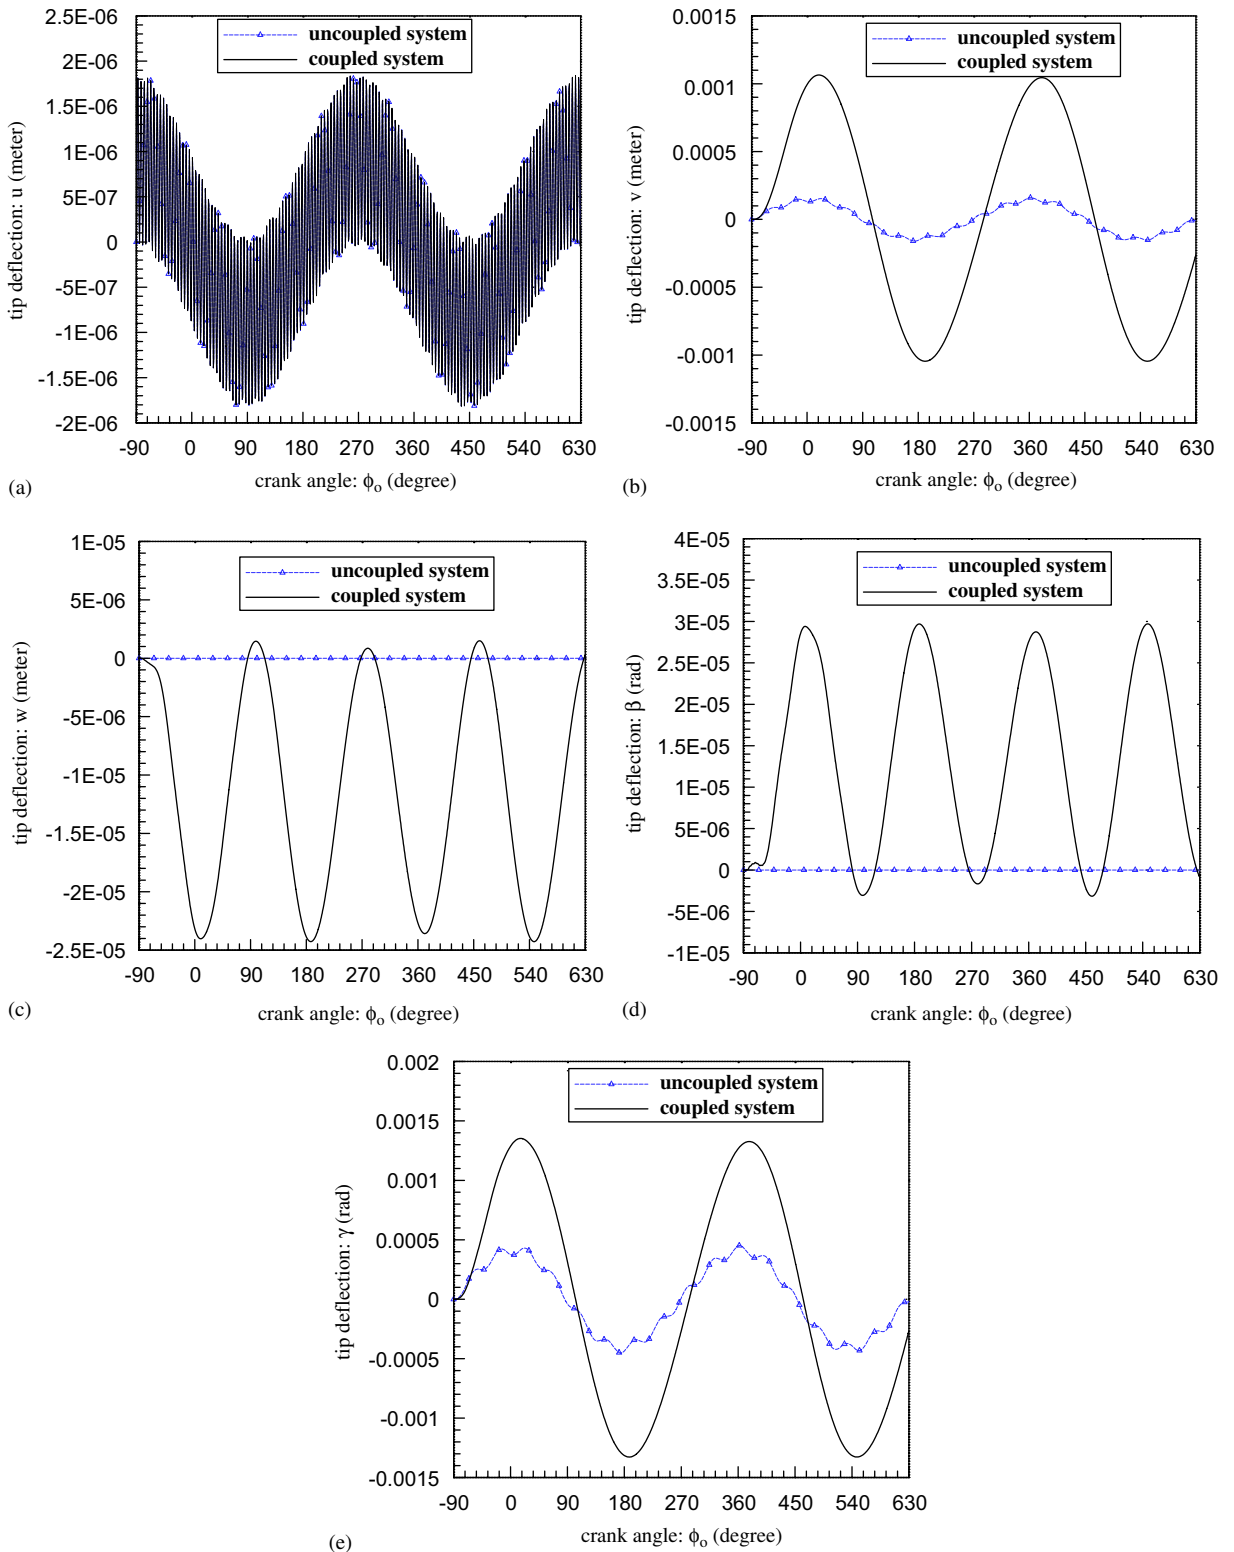 2.5E-06
2E-06
1.5E-06
1E-06
5E-07
0
-5E-07
-1E-06
-1.5E-06
-2E-06
tip deflection: u (meter)
uncoupled system
coupled system
-90 0 90 180 270 360 450 540 630
crank angle: ϕo (degree)
(a)
0.0015
0.001
0.0005
0
-0.0005
-0.001
-0.0015
tip deflection: v (meter)
uncoupled system
coupled system
-90 0 90 180 270 360 450 540 630
crank angle: ϕo (degree)
(b)
1E-05
5E-06
0
-5E-06
-1E-05
-1.5E-05
-2E-05
-2.5E-05
tip deflection: w (meter)
uncoupled system
coupled system
-90 0 90 180 270 360 450 540 630
crank angle: ϕo (degree)
(c)
4E-05
3E-05
2.5E-05
2E-05
1.5E-05
1E-05
5E-06
0
-5E-06
-1E-05
tip deflection: β (rad)
uncoupled system
coupled system
-90 0 90 180 270 360 450 540 630
crank angle: ϕo (degree)
(d)
0.002
0.0015
0.001
0.0005
0
-0.0005
-0.001
-0.0015
tip deflection: γ (rad)
uncoupled system
coupled system
-90 0 90 180 270 360 450 540 630
crank angle: ϕo (degree)
(e)